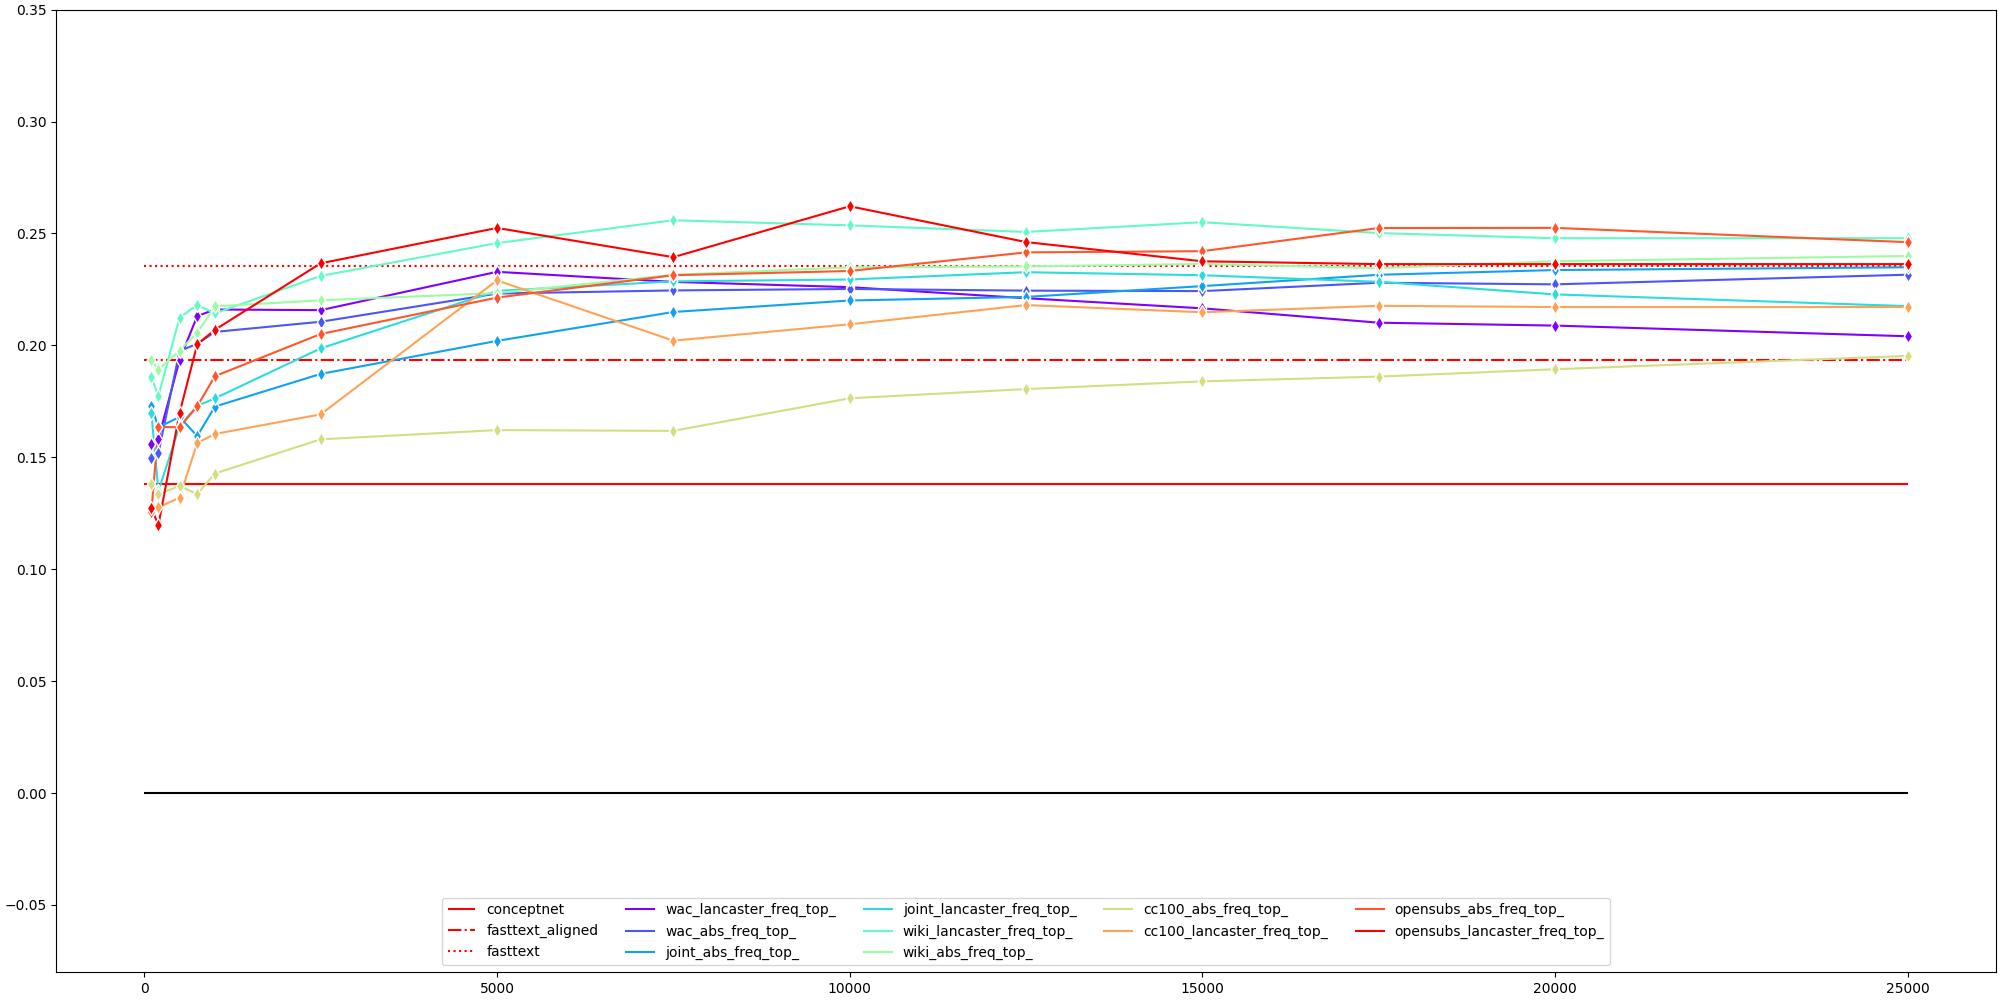 0.35
0.30
0.25
0.20
0.15
0.10
0.05
0.00
−0.05
conceptnet
fasttext_aligned
fasttext
wac_lancaster_freq_top_
wac_abs_freq_top_
joint_abs_freq_top_
joint_lancaster_freq_top_
wiki_lancaster_freq_top_
wiki_abs_freq_top_
cc100_abs_freq_top_
cc100_lancaster_freq_top_
opensubs_abs_freq_top_
opensubs_lancaster_freq_top_
0 5000 10000 15000 20000 25000